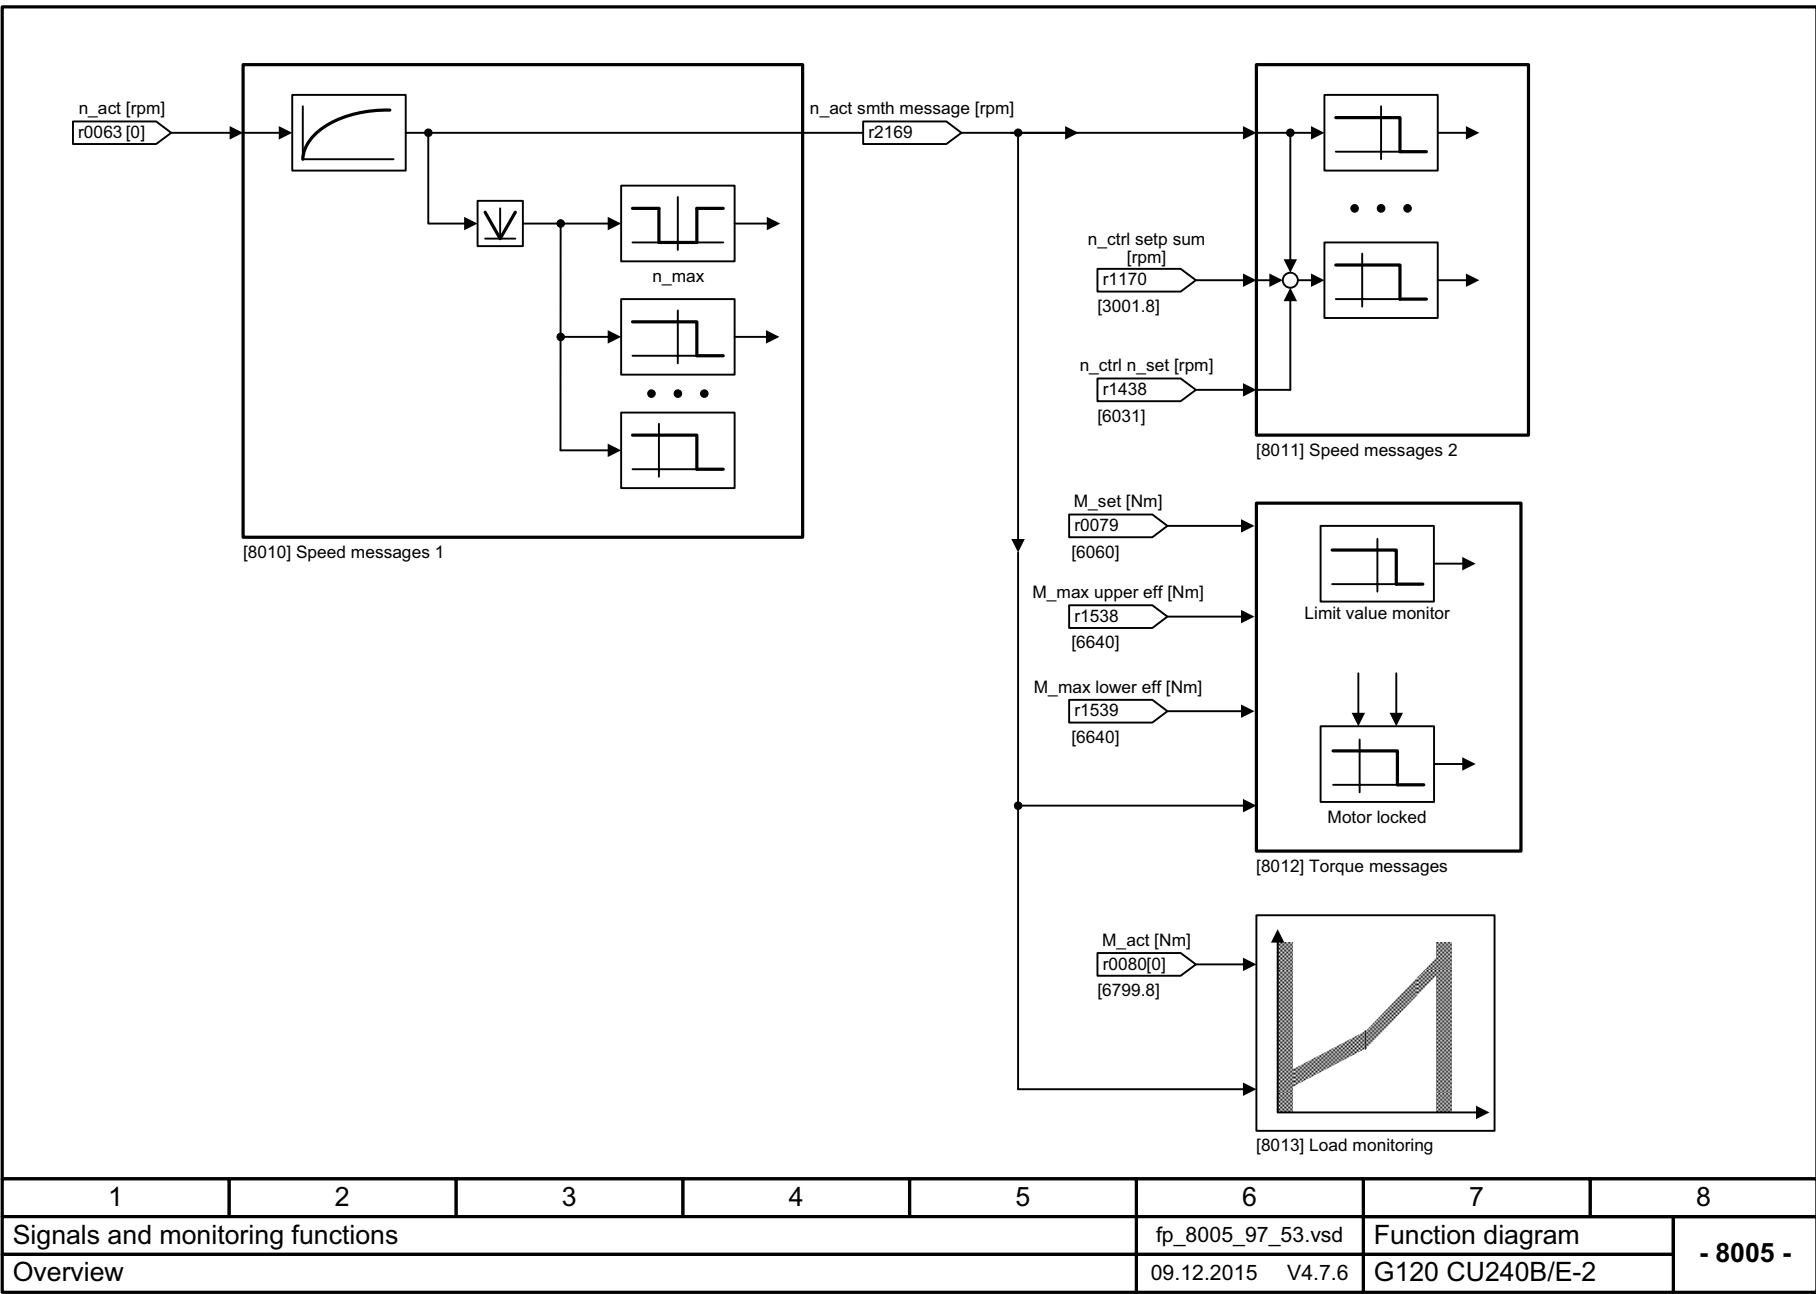 n_act [rpm]
r0063 [0]
n_max
[8010] Speed messages 1
n_act smth message [rpm]
r2169
n_ctrl setp sum
[rpm]
r1170
[3001.8]
n_ctrl n_set [rpm]
r1438
[6031]
[8011] Speed messages 2
M_set [Nm]
r0079
[6060]
M_max upper eff [Nm]
r1538
[6640]
M_max lower eff [Nm]
r1539
[6640]
Limit value monitor
Motor locked
[8012] Torque messages
M_act [Nm]
r0080[0]
[6799.8]
[8013] Load monitoring
1 2 3 4 5 6 7 8
Signals and monitoring functions
fp_8005_97_53.vsd
Function diagram
- 8005 -
Overview
09.12.2015 V4.7.6
G120 CU240B/E-2